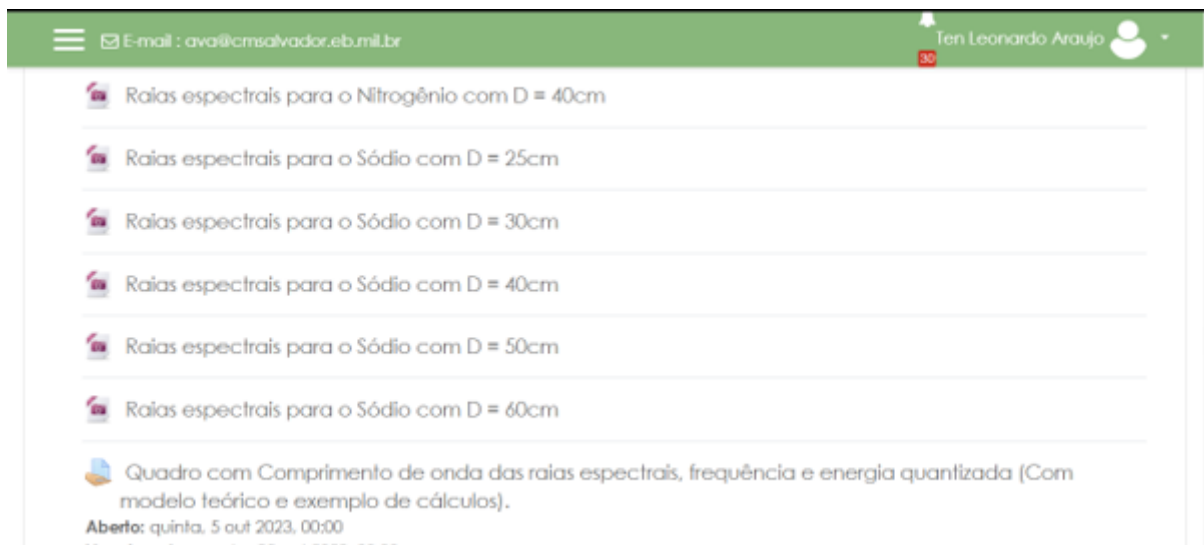 E-mail : ava@cmsalvador.eb.mil.br
Ten Leonardo Araujo
30
Raias espectrais para o Nitrogênio com D = 40cm
Raias espectrais para o Sódio com D = 25cm
Raias espectrais para o Sódio com D = 30cm
Raias espectrais para o Sódio com D = 40cm
Raias espectrais para o Sódio com D = 50cm
Raias espectrais para o Sódio com D = 60cm
Quadro com Comprimento de onda das raias espectrais, frequência e energia quantizada (Com
modelo teórico e exemplo de cálculos).
Aberto: quinta, 5 out 2023, 00:00